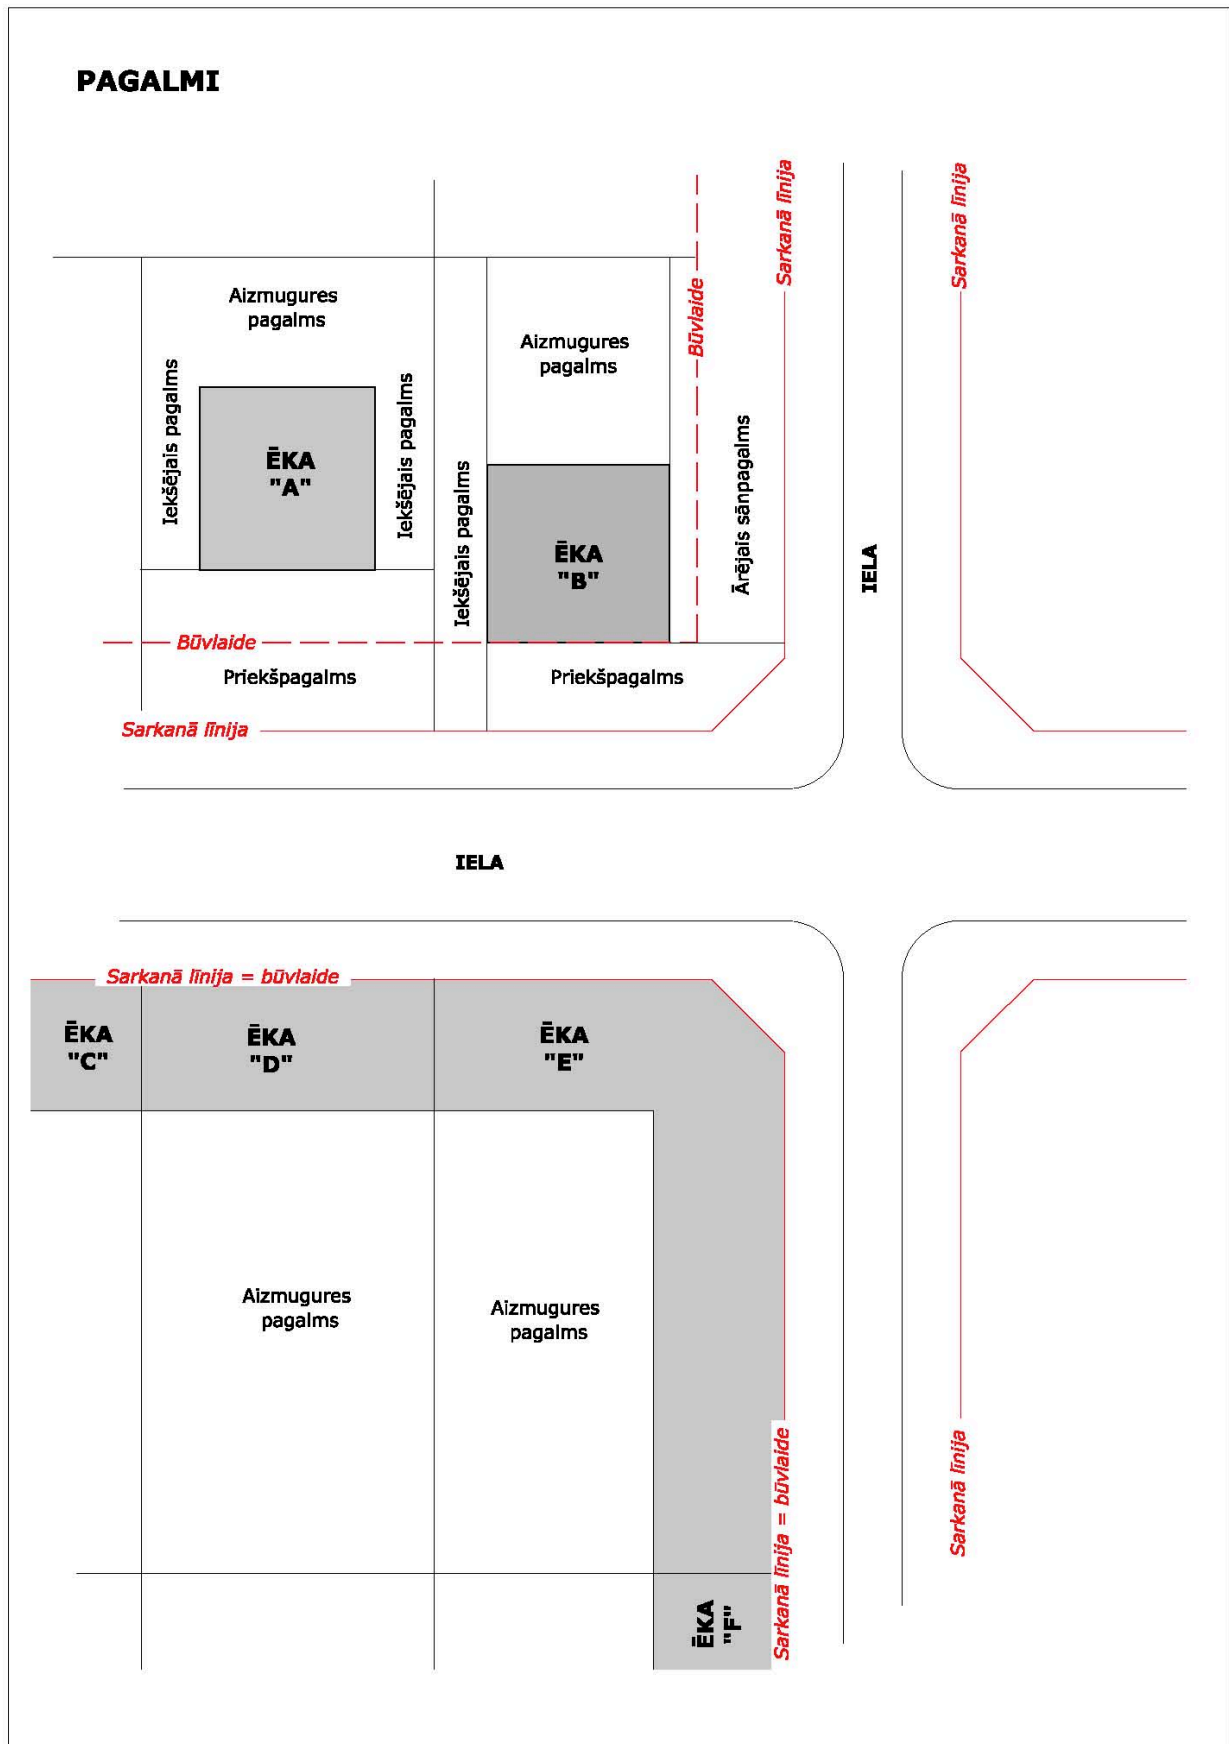 PAGALMI
Sarkanā līnija
Sarkanā līnija
Aizmugures
pagalms
Būvlaide
Aizmugures
pagalms
Iekšējais pagalms
Iekšējais pagalms
ĒKA
"A"
Iekšējais pagalms
ĒKA
"B"
Ārējais sānpagalms
IELA
Būvlaide
Priekšpagalms
Priekšpagalms
Sarkanā līnija
IELA
Sarkanā līnija = būvlaide
ĒKA
"C"
ĒKA
"D"
ĒKA
"E"
Aizmugures
pagalms
Aizmugures
pagalms
Sarkanā līnija = būvlaide
Sarkanā līnija
ĒKA
"F"